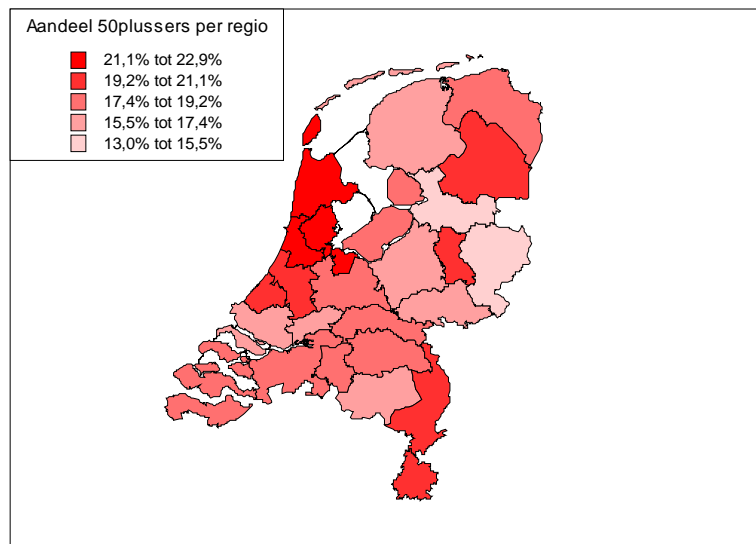 Aandeel 50plussers per regio
21,1% tot 22,9%
19,2% tot 21,1%
17,4% tot 19,2%
15,5% tot 17,4%
13,0% tot 15,5%